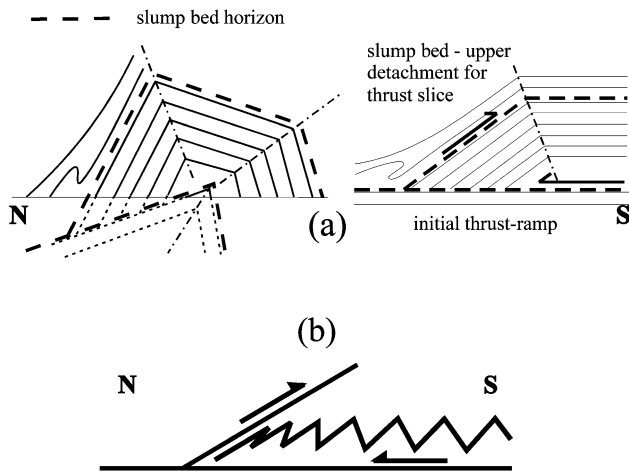 slump bed horizon
slump bed - upper
detachment for
thrust slice
N
(a)
S
initial thrust-ramp
(b)
N
S